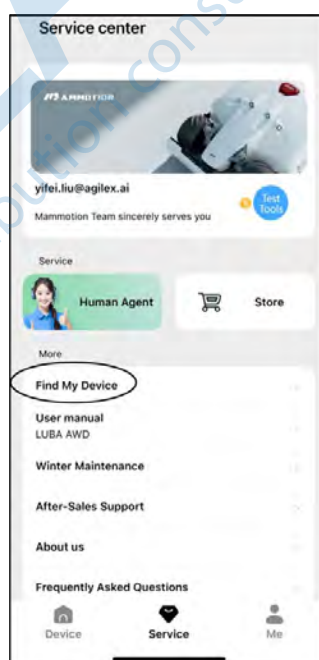 Service center
MAMMOTION
yifei.liu@agilex.ai
Mammotion Team sincerely serves you
Test
Tools
Service
Human Agent
Store
More
Find My Device
User manual
LUBA AWD
Winter Maintenance
After-Sales Support
About us
Frequently Asked Questions
Device
Service
Me